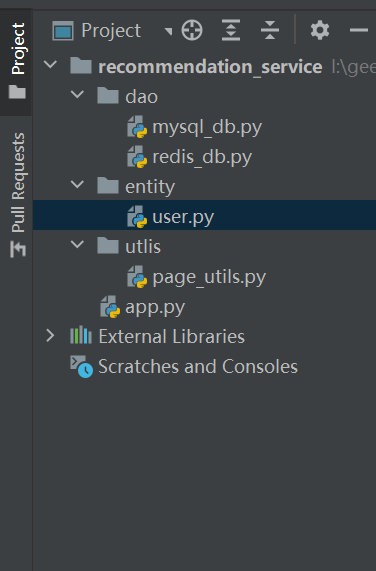 Project
Project
Pull Requests
recommendation_service I:\gee
dao
mysql_db.py
redis_db.py
entity
user.py
utlis
page_utils.py
app.py
External Libraries
Scratches and Consoles